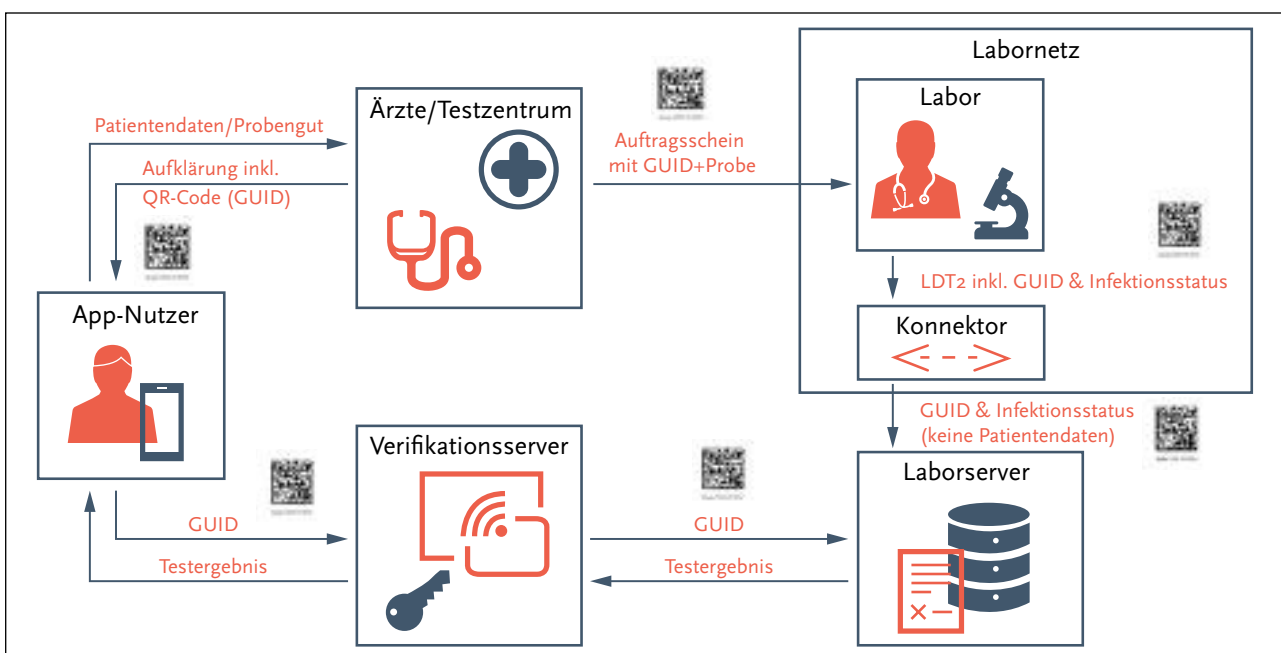 Labornetz
Ärzte/Testzentrum
Labor
Patientendaten/Probengut
Aufklärung inkl.
QR-Code (GUID)
Auftragsschein
mit GUID+Probe
LDT2 inkl. GUID & Infektionsstatus
App-Nutzer
Konnektor
GUID & Infektionsstatus
(keine Patientendaten)
Verifikationsserver
Laborserver
GUID
Testergebnis
GUID
Testergebnis